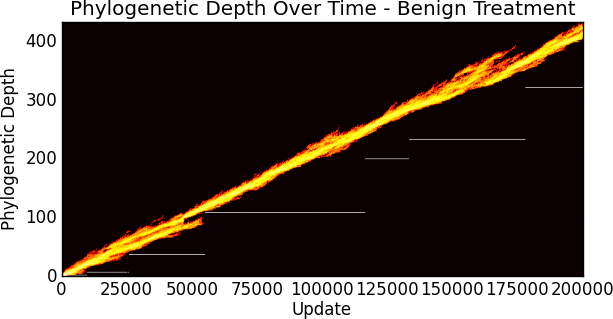 Phylogenetic Depth Over Time - Benign Treatment
Phylogenetic Depth
400
300
200
100
0
0 25000 50000 75000 100000 125000 150000 175000 200000
Update